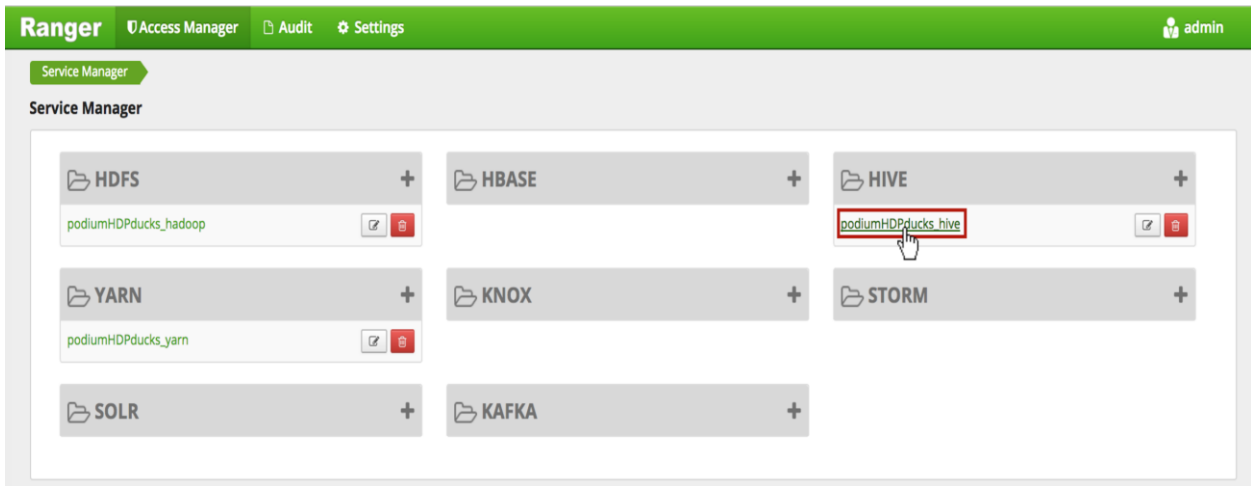 Ranger Access Manager Audit Settings admin
Service Manager
Service Manager
HDFS + HBASE + HIVE +
podiumHDPducks_hadoop podiumHDPducks_hive
YARN + KNOX + STORM +
podiumHDPducks_yarn
SOLR + KAFKA +